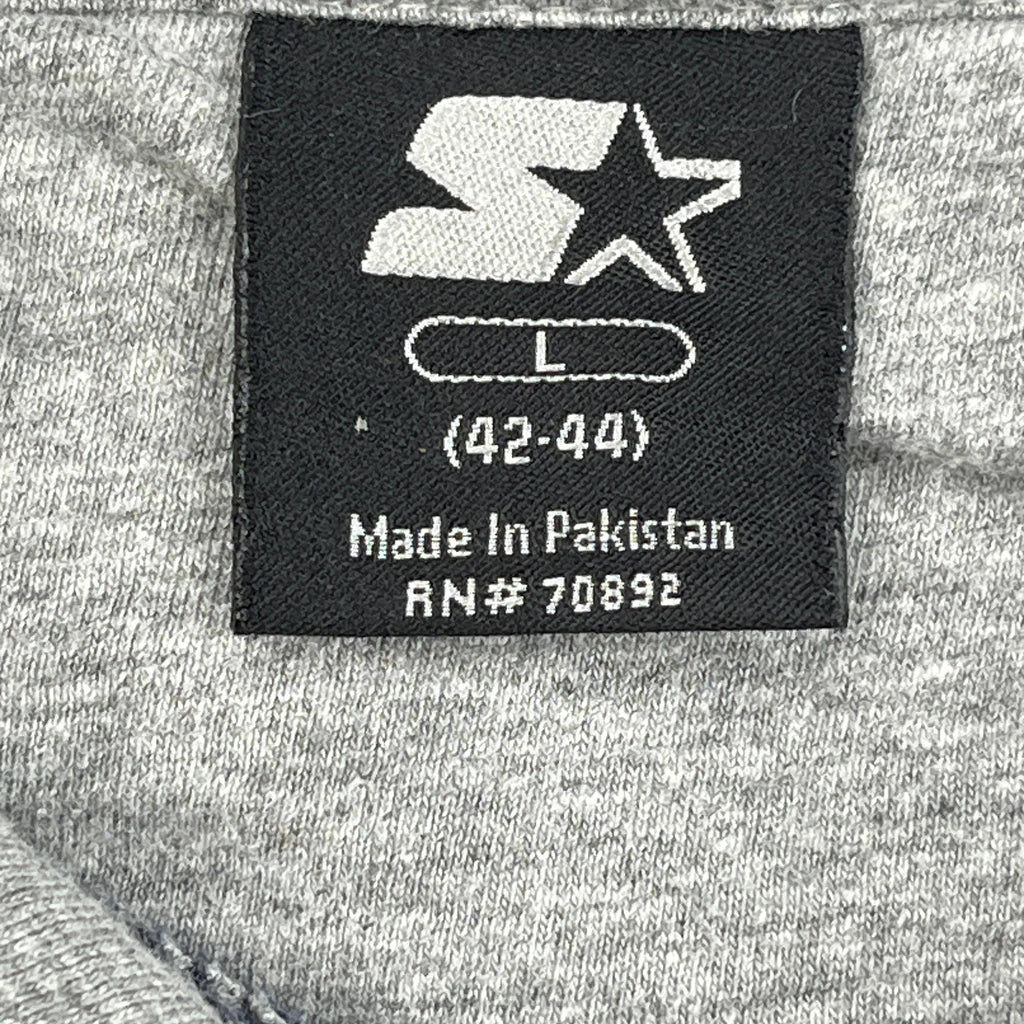 L
(42-44)
Made In Pakistan
RN# 70892